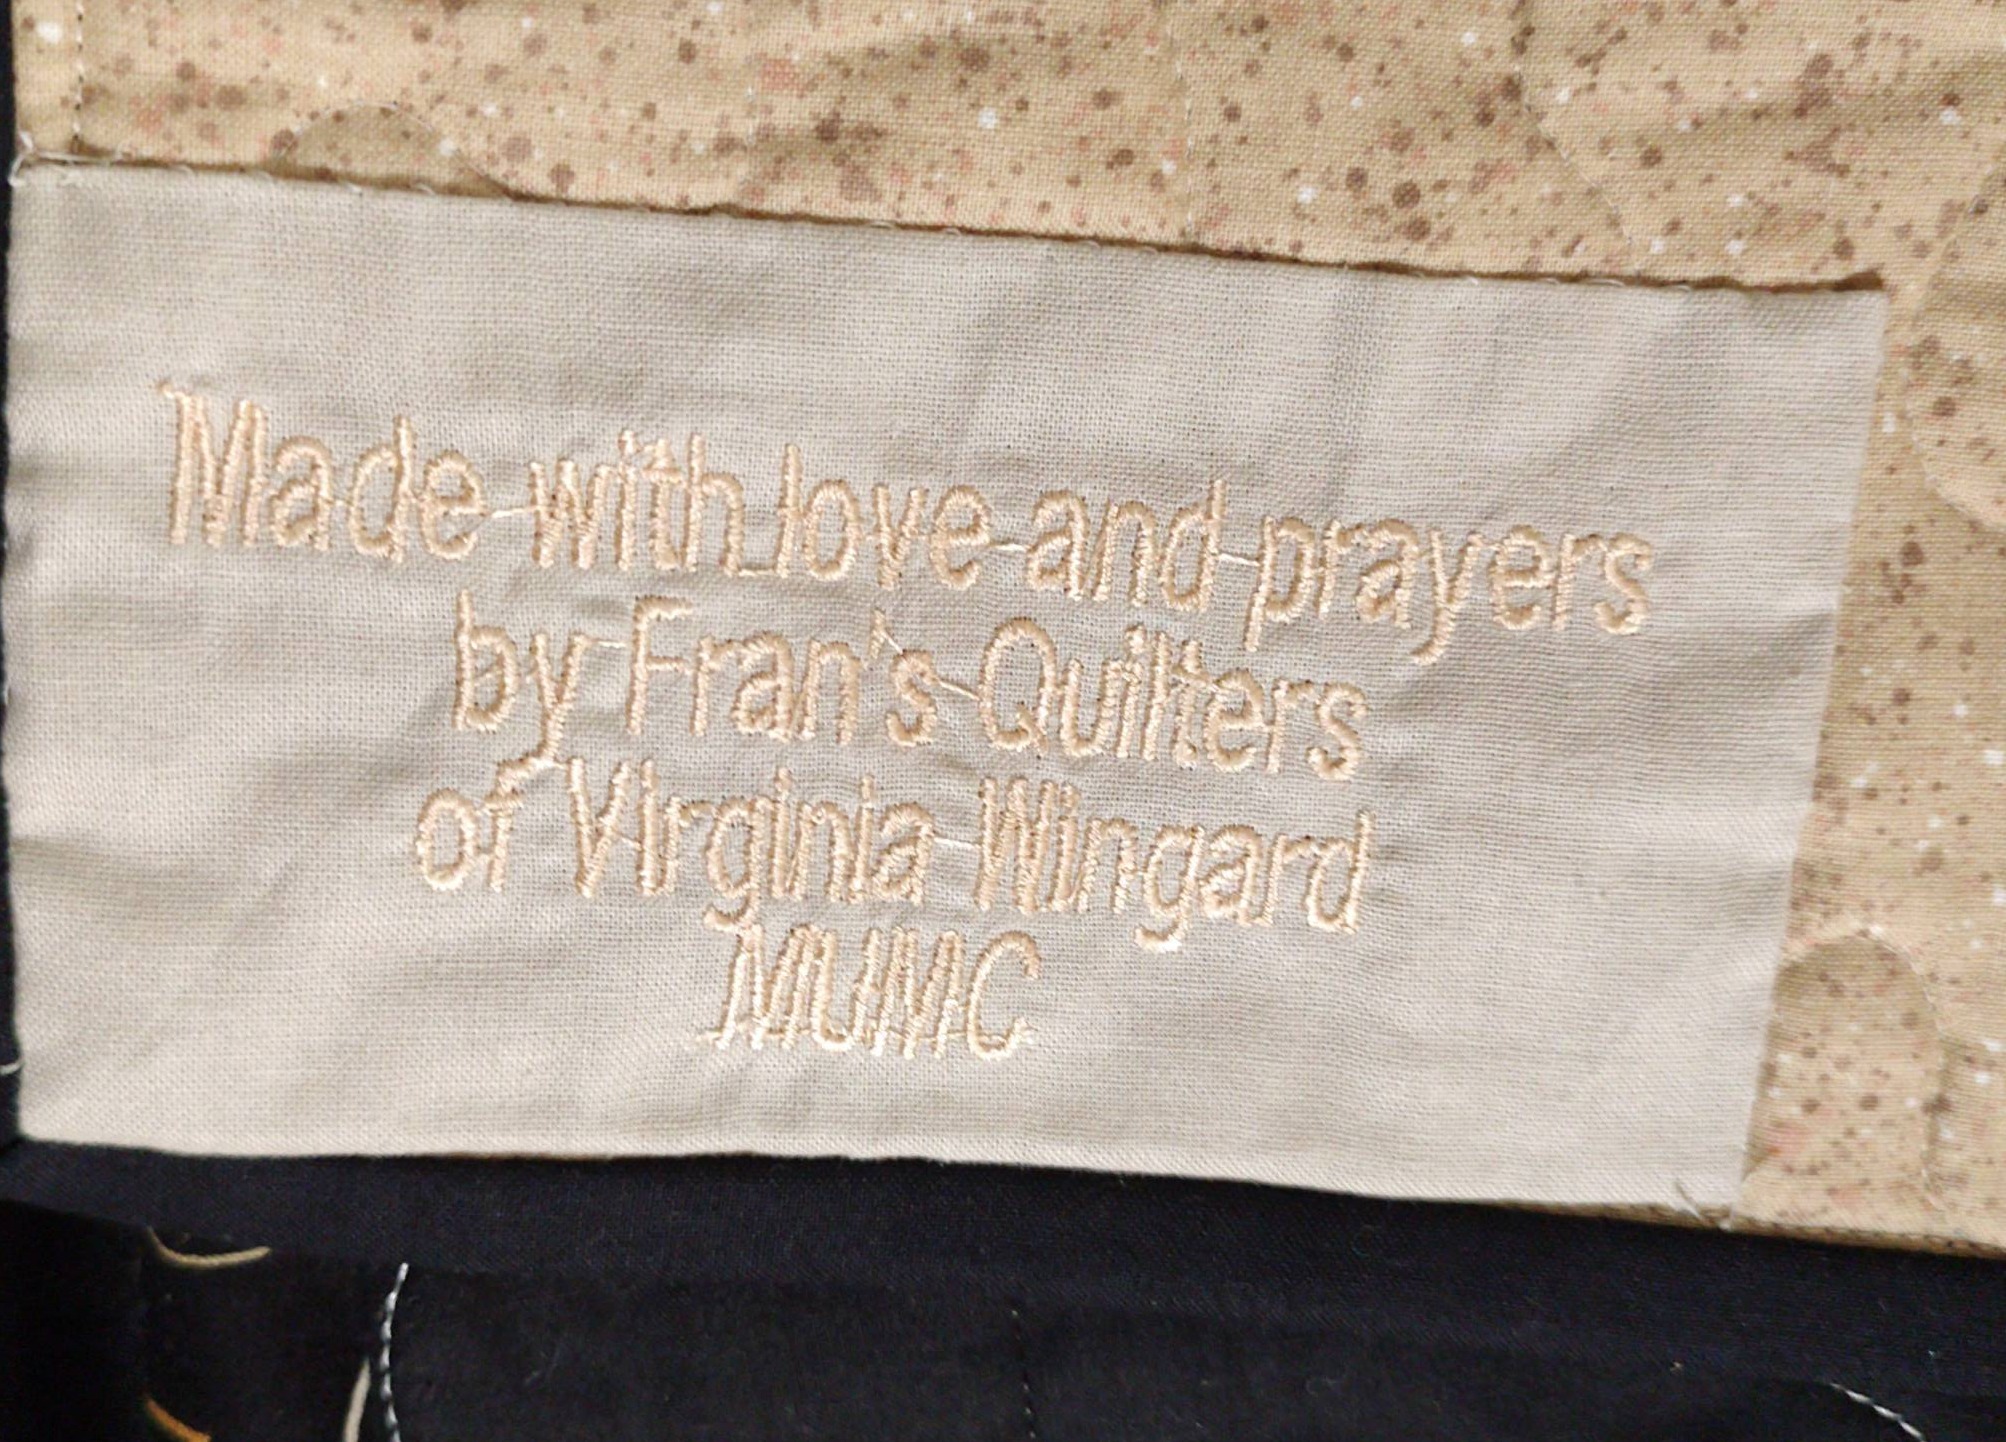 Made with love and prayers
by Fran's Quilters
of Virginia Wingard
MUMC